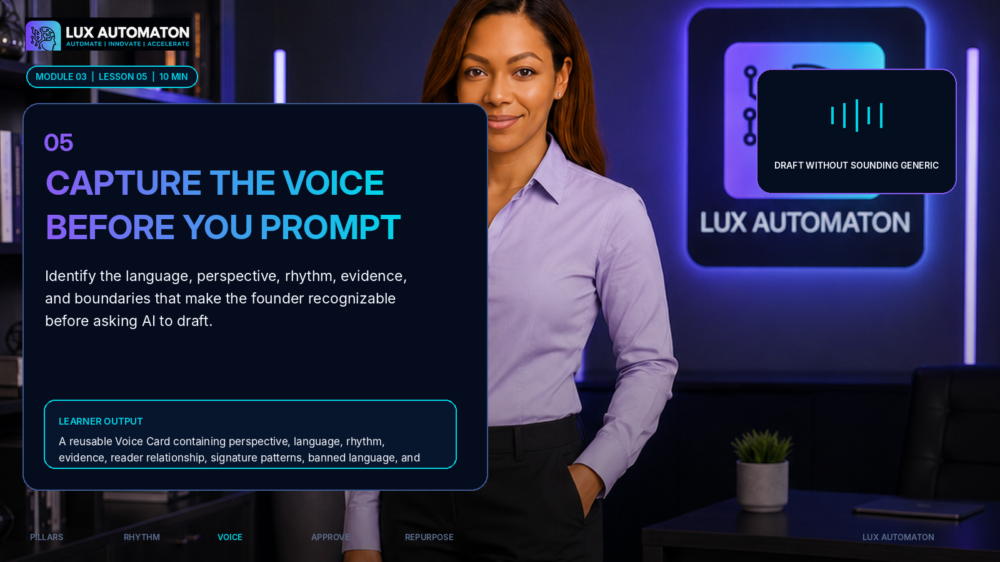 LUX AUTOMATON
AUTOMATE | INNOVATE | ACCELERATE
MODULE 03 | LESSON 05 | 10 MIN
05
CAPTURE THE VOICE
BEFORE YOU PROMPT
Identify the language, perspective, rhythm, evidence,
and boundaries that make the founder recognizable
before asking AI to draft.
LEARNER OUTPUT
A reusable Voice Card containing perspective, language, rhythm,
evidence, reader relationship, signature patterns, banned language, and
DRAFT WITHOUT SOUNDING GENERIC
LUX AUTOMATON
PILLARS
RHYTHM
VOICE
APPROVE
REPURPOSE
LUX AUTOMATON